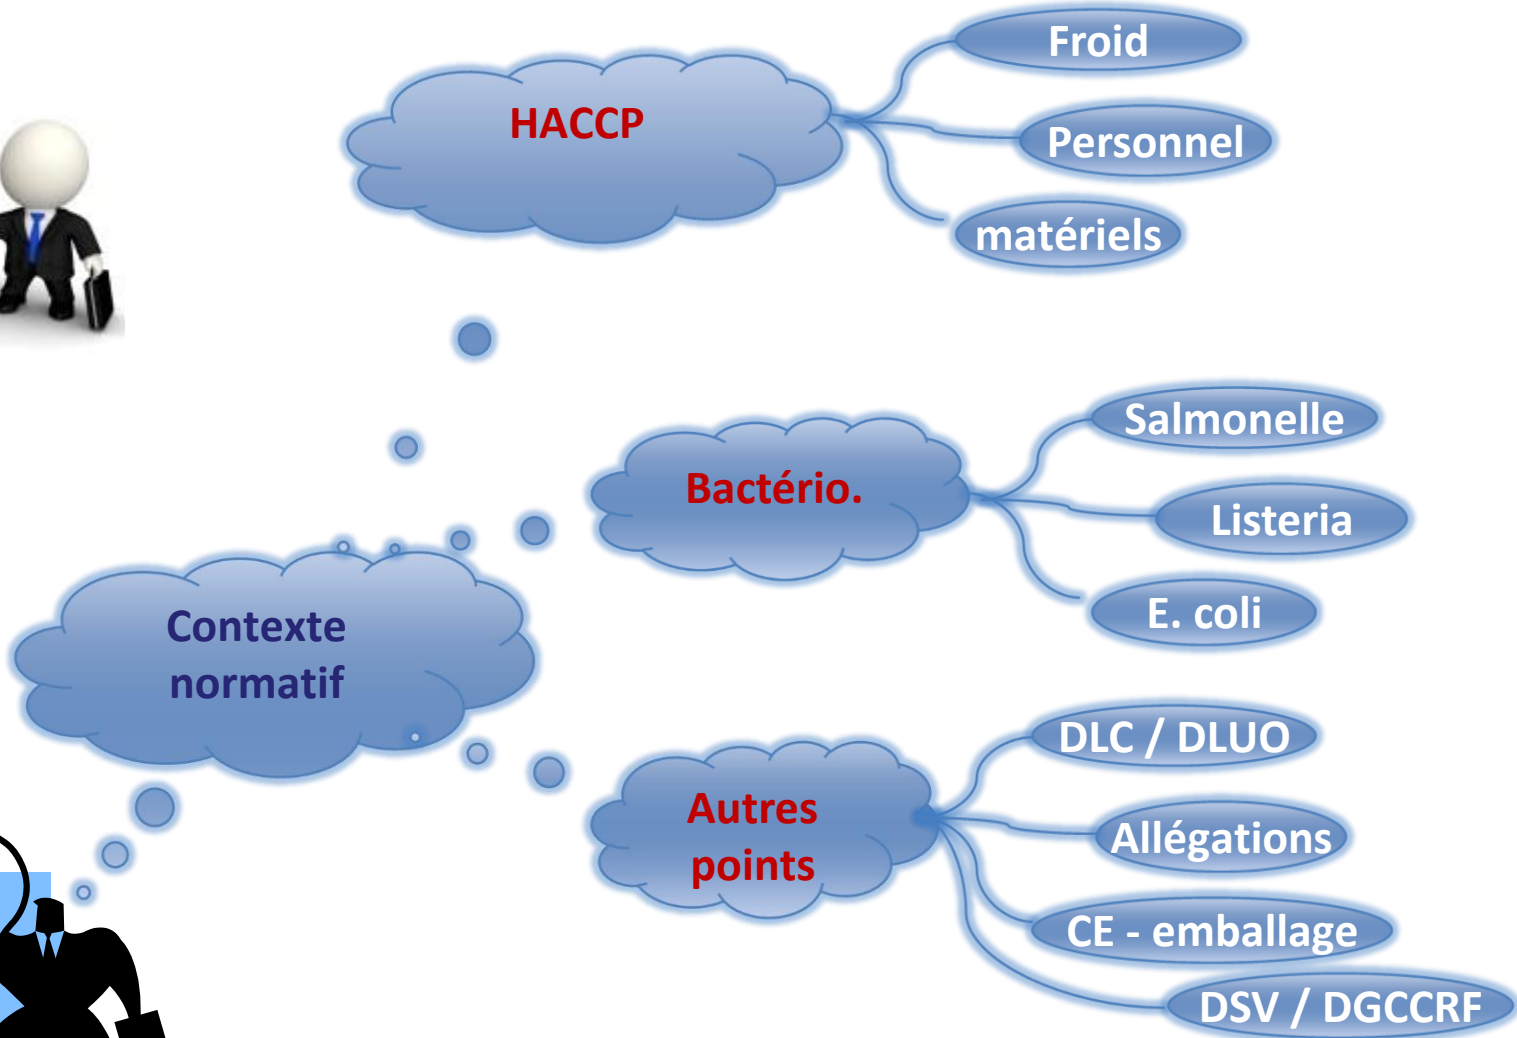 Froid
HACCP
Personnel
matériels
Salmonelle
Bactério.
Listeria
E. coli
Contexte
normatif
DLC / DLUO
Autres
points
Allégations
CE - emballage
DSV / DGCCRF